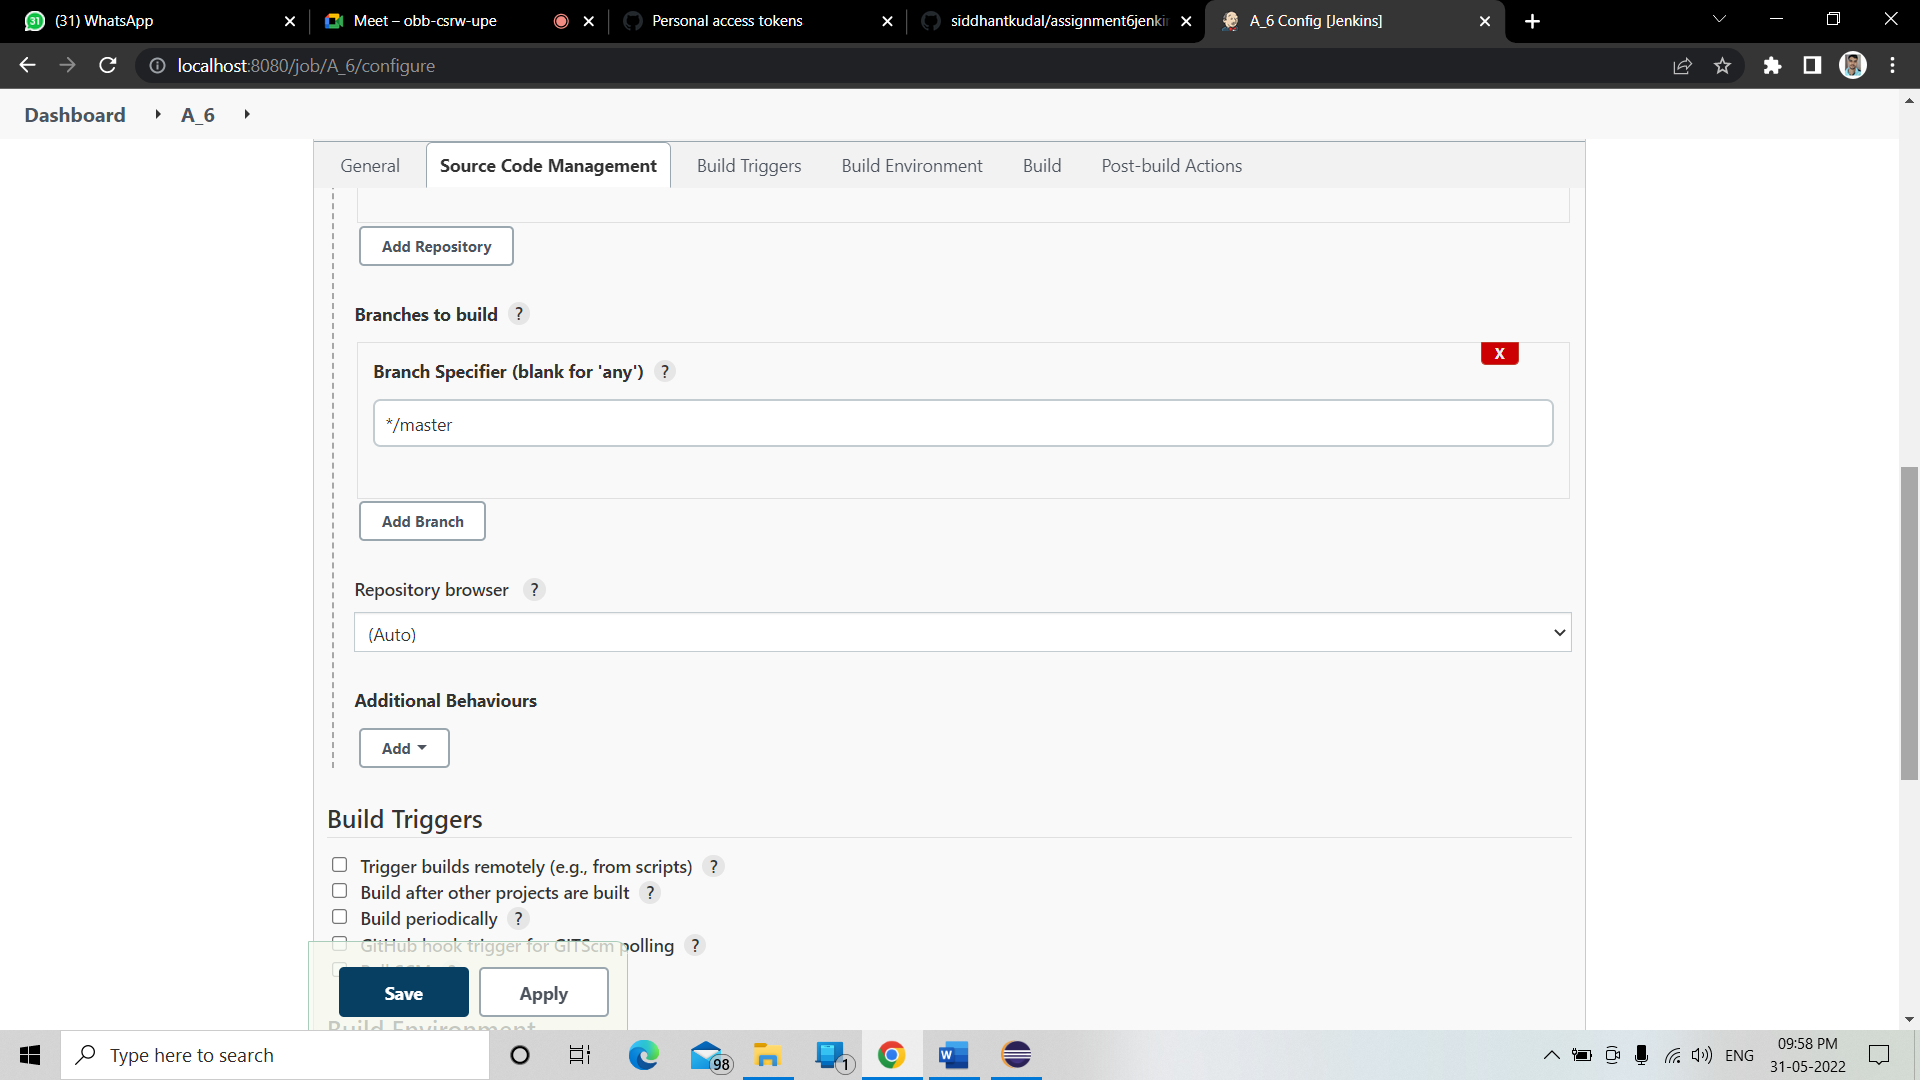 (31) WhatsApp
Meet – obb-csrw-upe
Personal access tokens
siddhantkudal/assignment6jenkin
A_6 Config [Jenkins]
localhost:8080/job/A_6/configure
Dashboard
A_6
General
Source Code Management
Build Triggers
Build Environment
Build
Post-build Actions
Add Repository
Branches to build ?
X
Branch Specifier (blank for 'any') ?
*/master
Add Branch
Repository browser ?
(Auto)
Additional Behaviours
Add
Build Triggers
Trigger builds remotely (e.g., from scripts) ?
Build after other projects are built ?
Build periodically ?
GitHub hook trigger for GITScm polling ?
Save
Apply
Build Environment
Type here to search
98
1
ENG
09:58 PM
31-05-2022